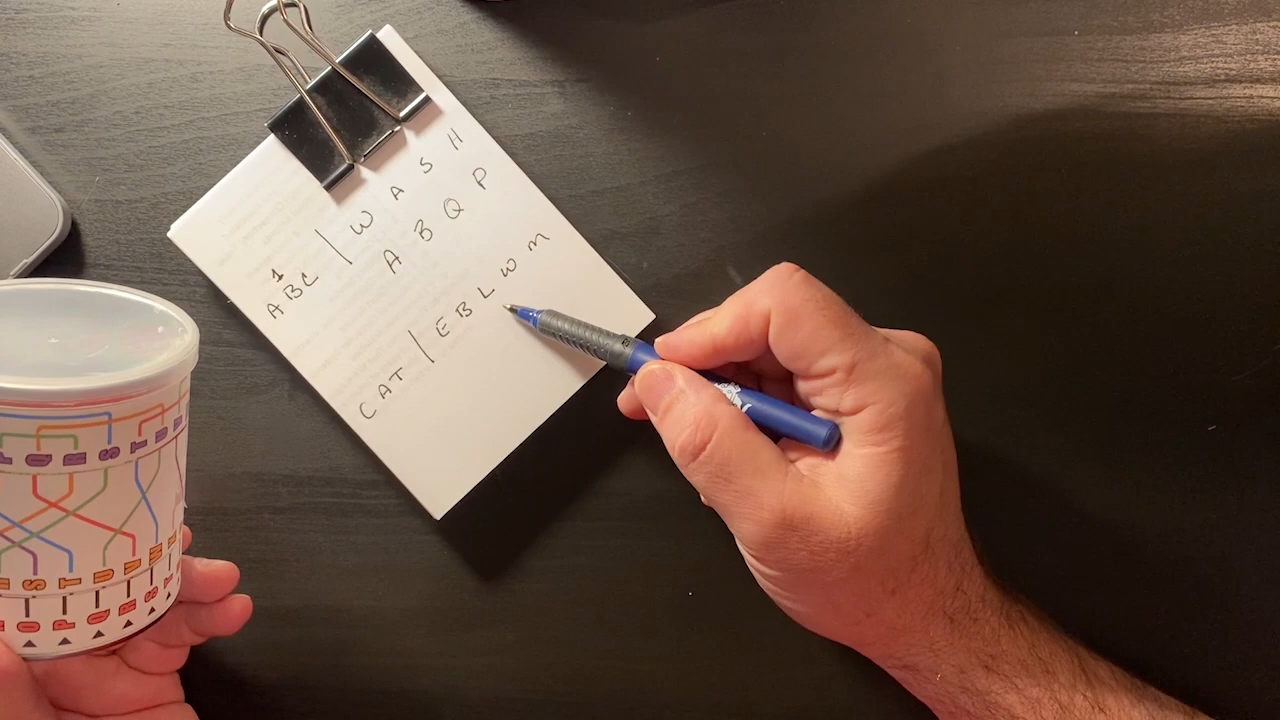 1
ABC | W A S H
A B Q P
CAT | E B L W M
P Q R S T U V
S T U V W
O P Q R S T